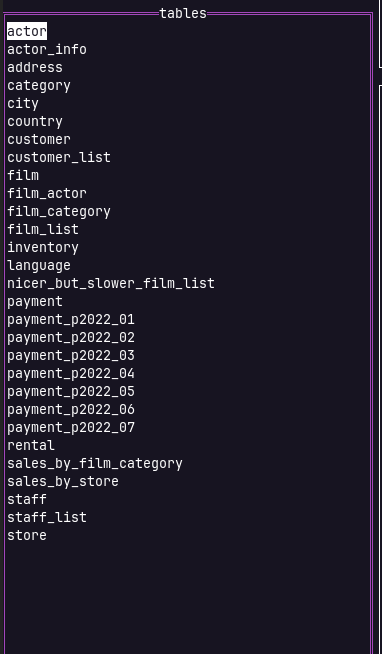 tables
actor
actor_info
address
category
city
country
customer
customer_list
film
film_actor
film_category
film_list
inventory
language
nicer_but_slower_film_list
payment
payment_p2022_01
payment_p2022_02
payment_p2022_03
payment_p2022_04
payment_p2022_05
payment_p2022_06
payment_p2022_07
rental
sales_by_film_category
sales_by_store
staff
staff_list
store